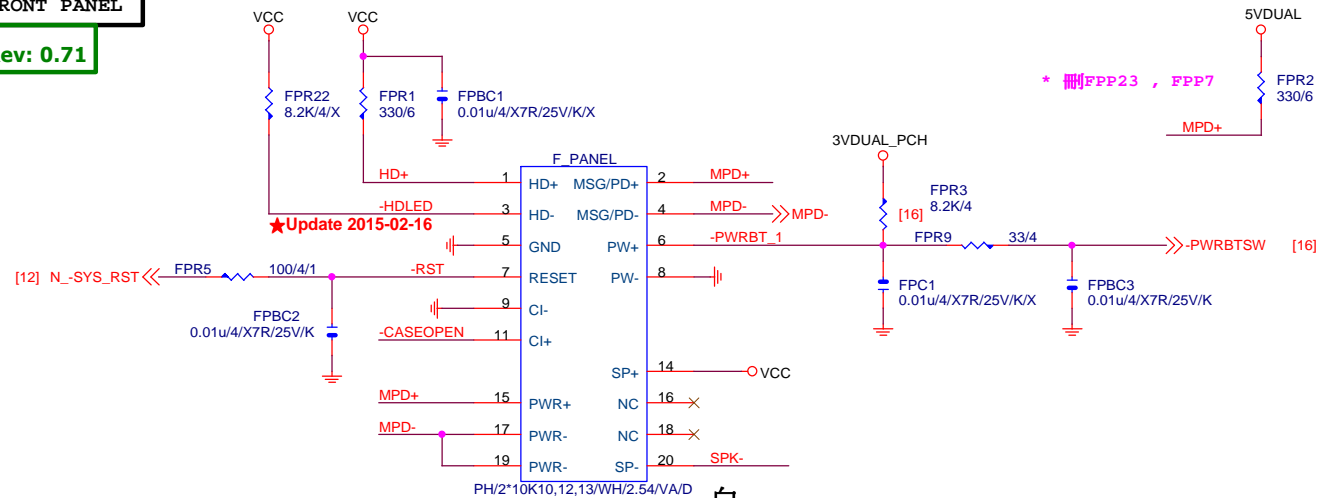 RONT PANEL
ev: 0.71
VCC
VCC
5VDUAL
FPR22
8.2K/4/X
FPR1
330/6
FPBC1
0.01u/4/X7R/25V/K/X
* 刪FPP23 , FPP7
FPR2
330/6
MPD+
3VDUAL_PCH
F_PANEL
HD+
1
HD+
MSG/PD+
2
MPD+
FPR3
8.2K/4
-HDLED
3
HD-
MSG/PD-
4
MPD-
MPD-
[16]
★Update 2015-02-16
5
GND
PW+
6
-PWRBT_1
FPR9
33/4
-PWRBTSW
[16]
[12]
N_-SYS_RST
FPR5
100/4/1
-RST
7
RESET
PW-
8
FPC1
0.01u/4/X7R/25V/K/X
FPBC3
0.01u/4/X7R/25V/K
9
CI-
FPBC2
0.01u/4/X7R/25V/K
-CASEOPEN
11
CI+
SP+
14
VCC
MPD+
15
PWR+
NC
16
MPD-
17
PWR-
NC
18
19
PWR-
SP-
20
SPK-
PH/2*10K10,12,13/WH/2.54/VA/D